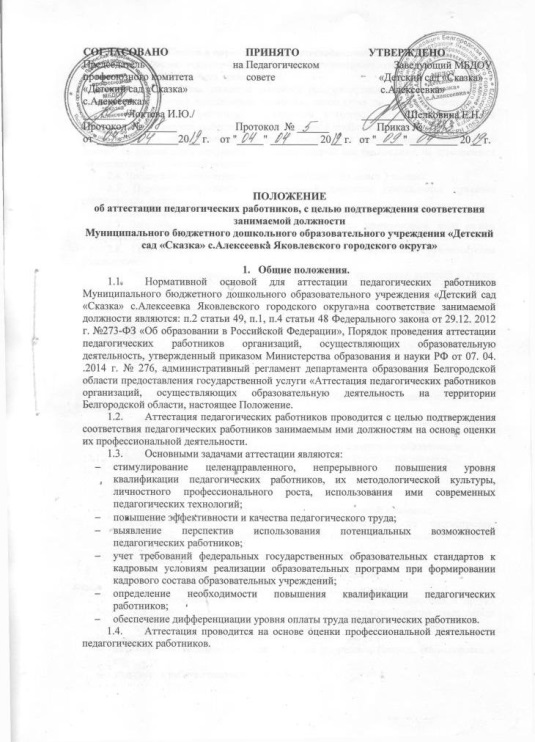 СОГЛАСОВАНО ПРИНЯТО УТВЕРЖДЕНО
Председатель на Педагогическом Заведующий МБДОУ
профсоюзного комитета совете «Детский сад «Сказка»
«Детский сад «Сказка» с.Алексеевка»
с.Алексеевка»
/Локтева И.Ю./ /Шелковина Е.Н./
Протокол № Протокол № 5 Приказ №
от " 2019 г. от " 04 " 04 2019 г. от " 09 " 04 2019г.
ПОЛОЖЕНИЕ
об аттестации педагогических работников, с целью подтверждения соответствия
занимаемой должности
Муниципального бюджетного дошкольного образовательного учреждения «Детский
сад «Сказка» с.Алексеевка Яковлевского городского округа»
1. Общие положения.
1.1. Нормативной основой для аттестации педагогических работников
Муниципального бюджетного дошкольного образовательного учреждения «Детский сад
«Сказка» с.Алексеевка Яковлевского городского округа»на соответствие занимаемой
должности являются: п.2 статьи 49, п.1, п.4 статьи 48 Федерального закона от 29.12. 2012
г. №273-ФЗ «Об образовании в Российской Федерации», Порядок проведения аттестации
педагогических работников организаций, осуществляющих образовательную
деятельность, утвержденный приказом Министерства образования и науки РФ от 07. 04.
.2014 г. № 276, административный регламент департамента образования Белгородской
области предоставления государственной услуги «Аттестация педагогических работников
организаций, осуществляющих образовательную деятельность на территории
Белгородской области, настоящее Положение.
1.2. Аттестация педагогических работников проводится с целью подтверждения
соответствия педагогических работников занимаемым ими должностям на основе оценки
их профессиональной деятельности.
1.3. Основными задачами аттестации являются:
– стимулирование целенаправленного, непрерывного повышения уровня
квалификации педагогических работников, их методологической культуры,
личностного профессионального роста, использования ими современных
педагогических технологий;
– повышение эффективности и качества педагогического труда;
– выявление перспектив использования потенциальных возможностей
педагогических работников;
– учет требований федеральных государственных образовательных стандартов к
кадровым условиям реализации образовательных программ при формировании
кадрового состава образовательных учреждений;
– определение необходимости повышения квалификации педагогических
работников;
– обеспечение дифференциации уровня оплаты труда педагогических работников.
1.4. Аттестация проводится на основе оценки профессиональной деятельности
педагогических работников.